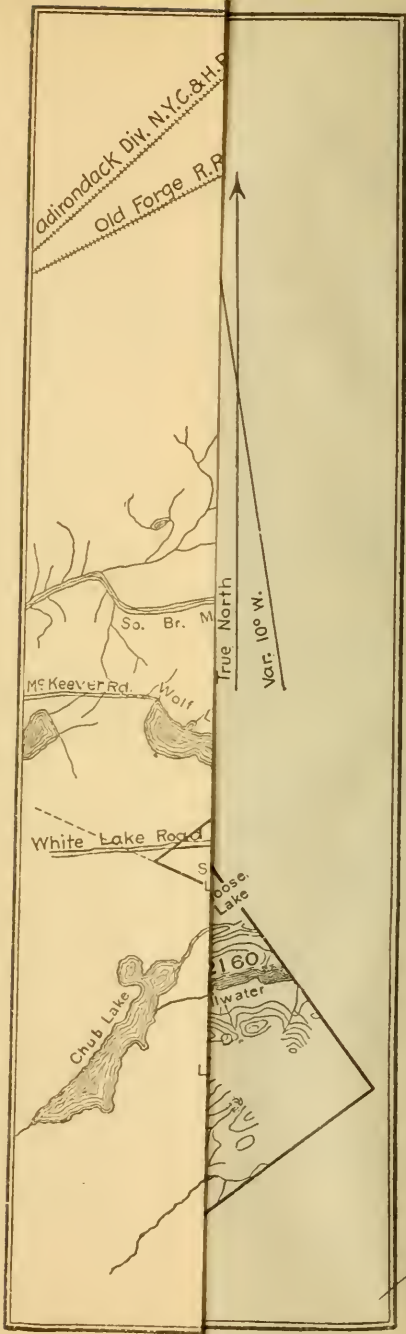 adirondack Div. N.Y.C.&H.R
Old Forge R.R
True North
Var. 10° W.
So. Br. M
McKeever Rd.
Wolf L
White Lake Road
S
L
oose.
Lake
2160
llwater
Chub Lake
L